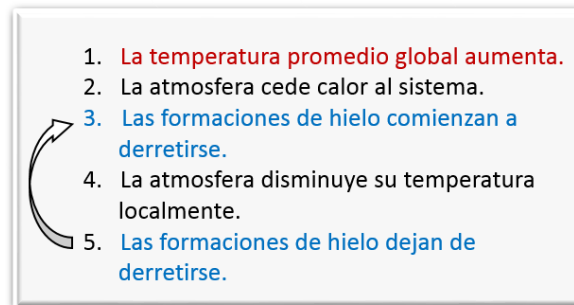 1. La temperatura promedio global aumenta.
2. La atmosfera cede calor al sistema.
3. Las formaciones de hielo comienzan a
derretirse.
4. La atmosfera disminuye su temperatura
localmente.
5. Las formaciones de hielo dejan de
derretirse.